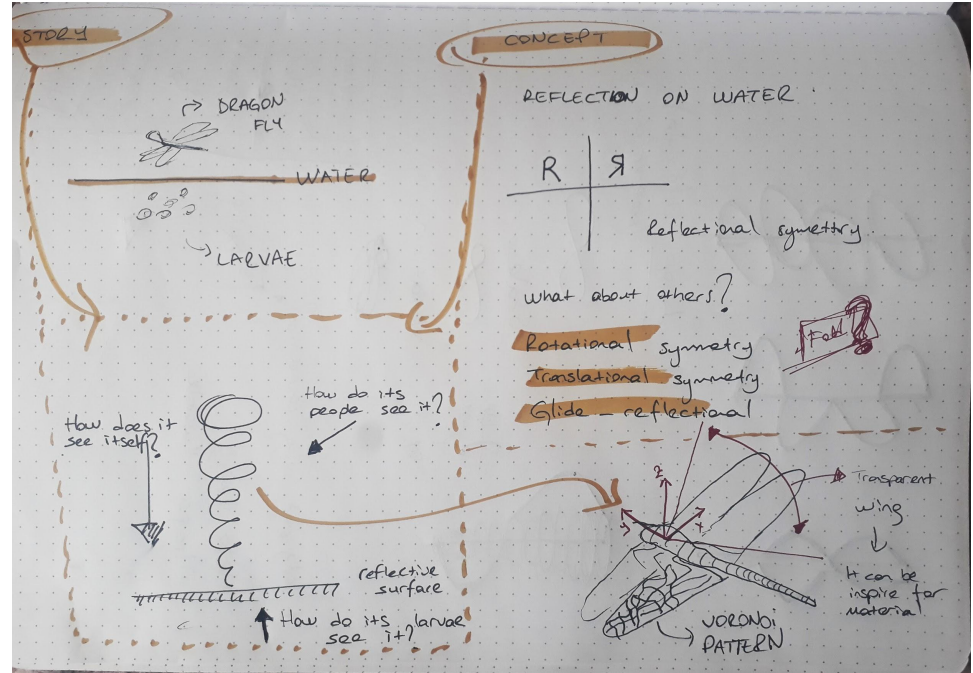 STORY
DRAGON
FLY
WATER
LARVAE
CONCEPT
REFLECTION ON WATER
R Я
Reflectional symettry
what about others?
Rotational symmetry
Translational symmetry
Glide - reflectional
Fold?
How does it
see itself?
How do its
people see it?
reflective
surface
How do its larvae
see it?
z
y
x
Transparent
wing
It can be
inspire for
material
VORONOI
PATTERN